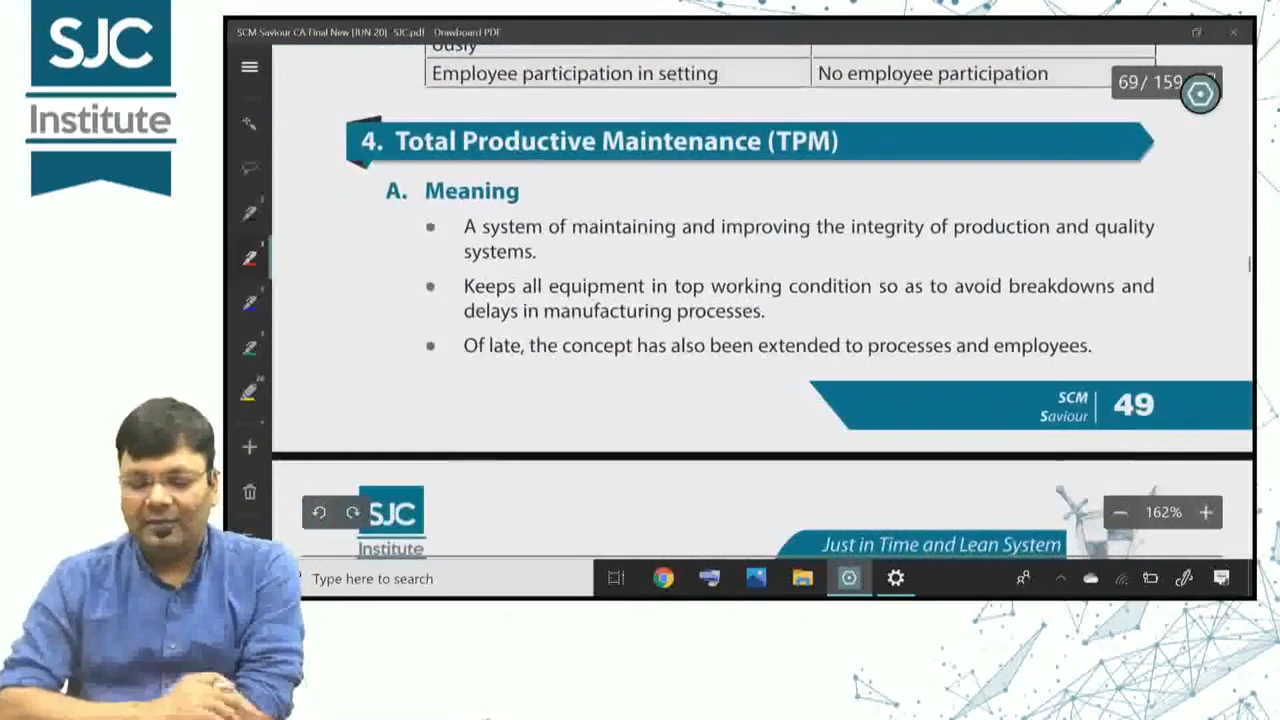 SJC
Institute
SCM Saviour CA Final New [JUN 20] SJC.pdf Drawboard PDF
ously
Employee participation in setting No employee participation
69 / 159
4. Total Productive Maintenance (TPM)
A. Meaning
• A system of maintaining and improving the integrity of production and quality
systems.
• Keeps all equipment in top working condition so as to avoid breakdowns and
delays in manufacturing processes.
• Of late, the concept has also been extended to processes and employees.
SCM
Saviour
49
SJC
Institute
162%
Just in Time and Lean System
Type here to search